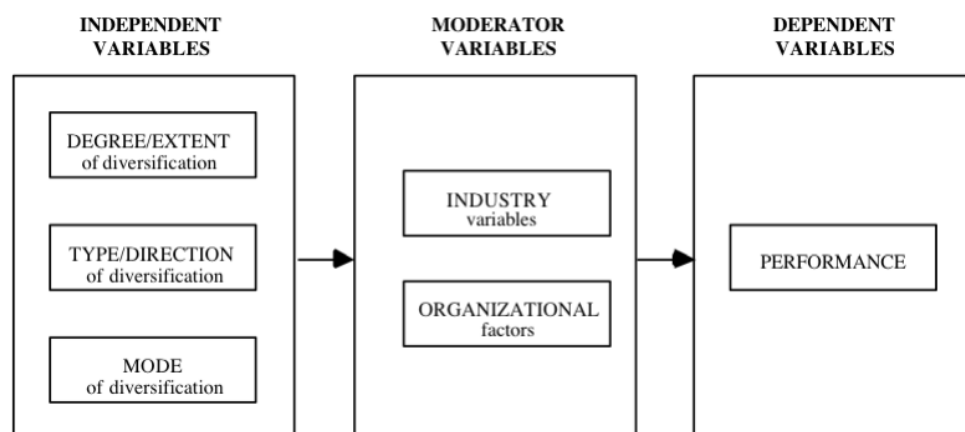 INDEPENDENT
VARIABLES
DEGREE/EXTENT
of diversification
TYPE/DIRECTION
of diversification
MODE
of diversification
MODERATOR
VARIABLES
INDUSTRY
variables
ORGANIZATIONAL
factors
DEPENDENT
VARIABLES
PERFORMANCE